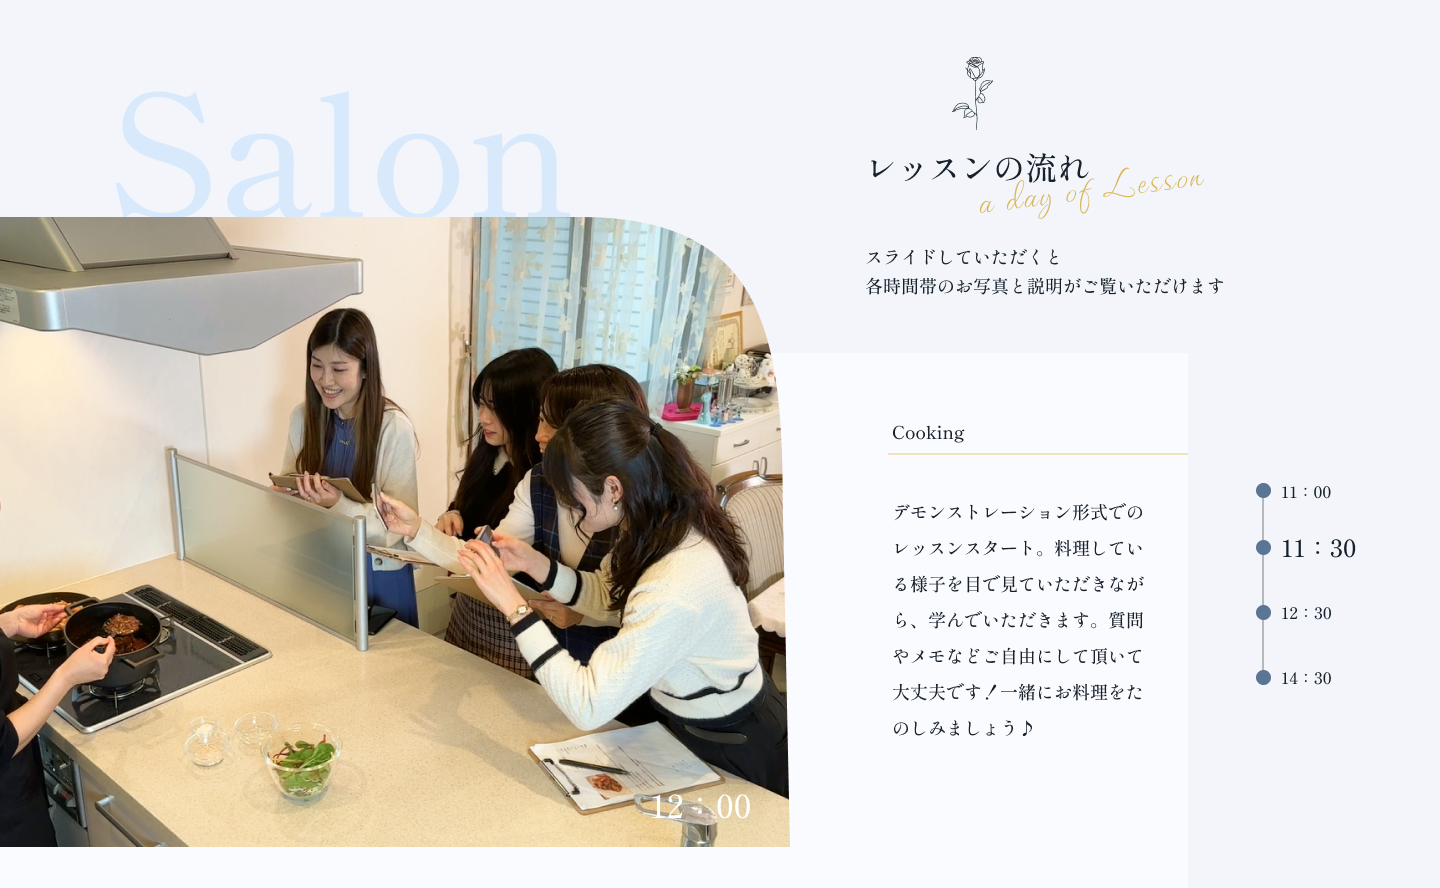 Salon
レッスンの流れ
a day of Lesson
スライドしていただくと
各時間帯のお写真と説明がご覧いただけます
Cooking
デモンストレーション形式での
レッスンスタート。料理してい
る様子を目で見ていただきなが
ら、学んでいただきます。質問
やメモなどご自由にして頂いて
大丈夫です！一緒にお料理をた
のしみましょう♪
11：00
11：30
12：30
14：30
12：00